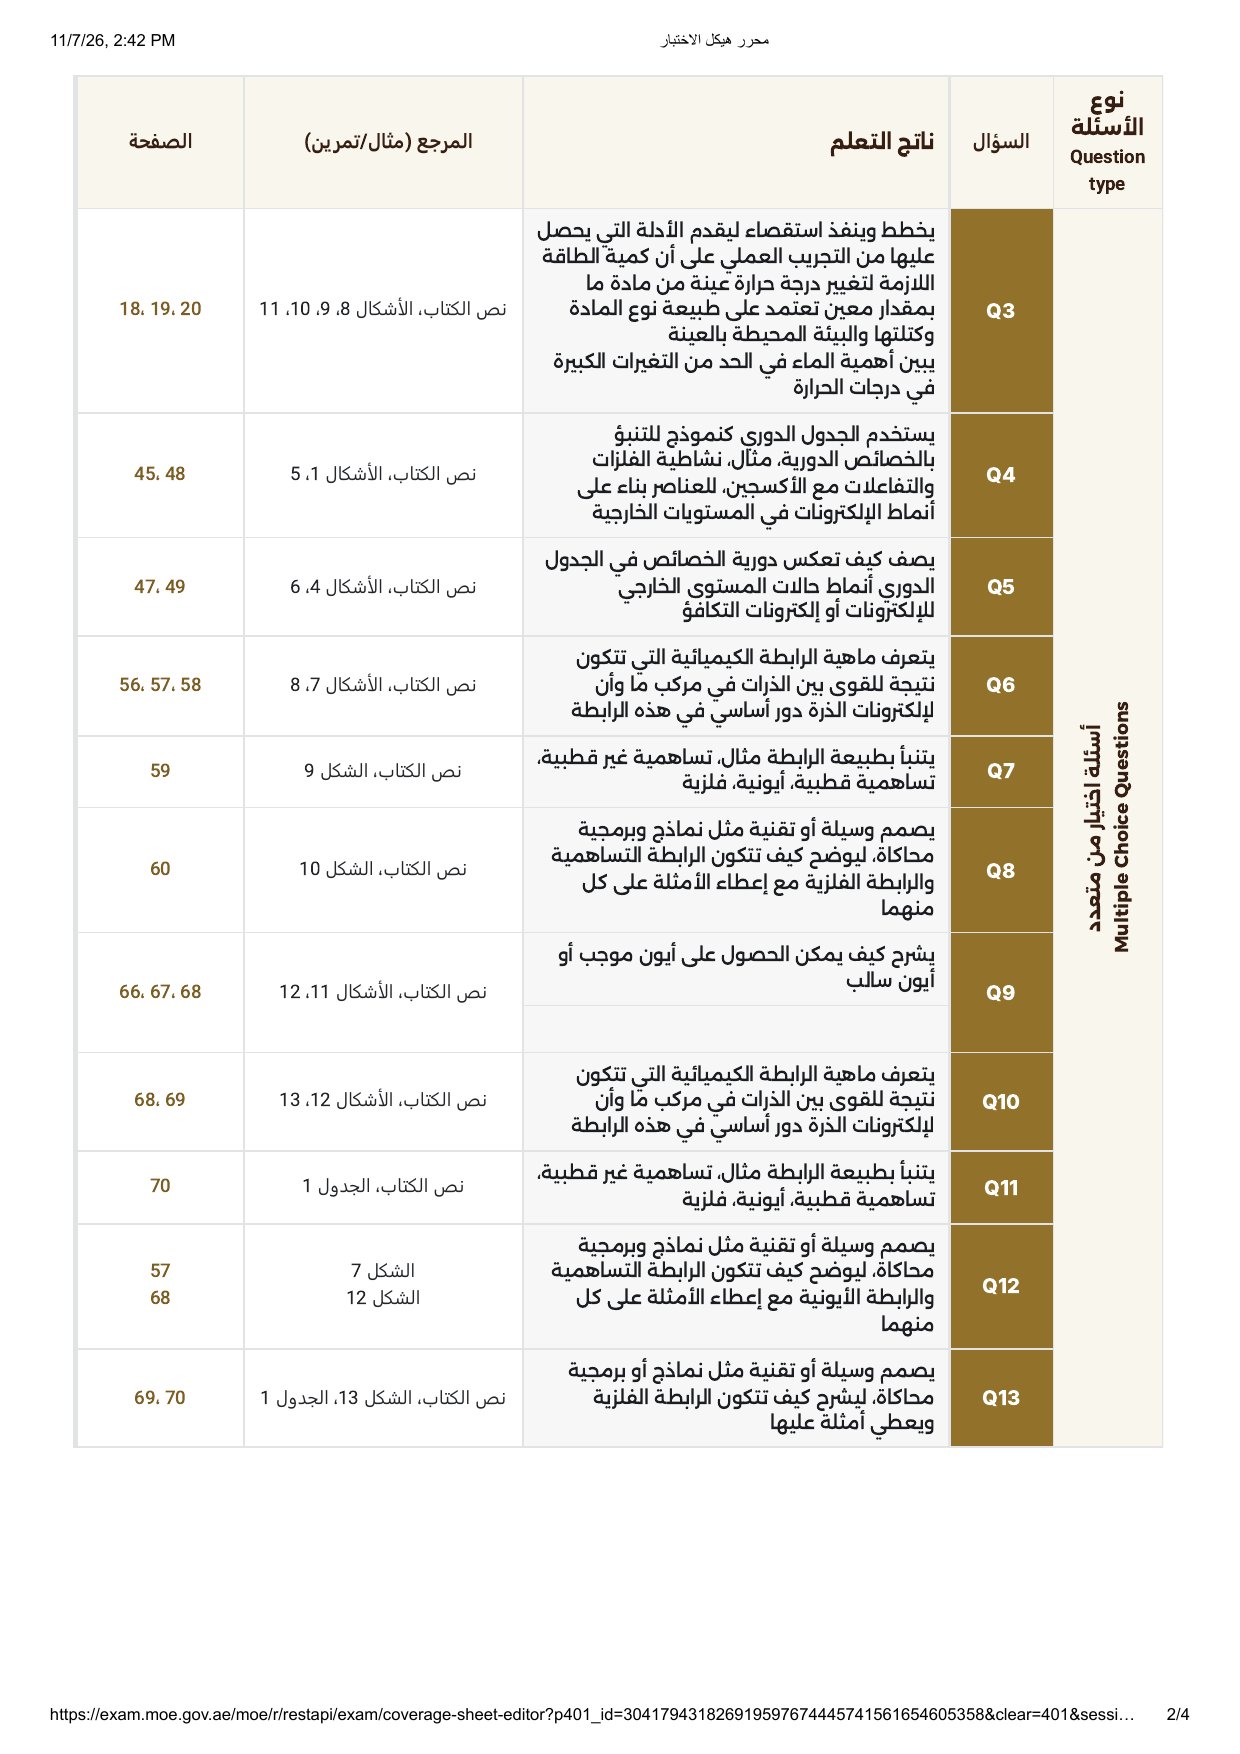 11/7/26, 2:42 PM
محرر هيكل الاختبار
نوع
الأسئلة
Question
type
السؤال
ناتج التعلم
المرجع (مثال/تمرين)
الصفحة
أسئلة اختيار من متعدد
Multiple Choice Questions
Q3
يخطط وينفذ استقصاء ليقدم الأدلة التي يحصل
عليها من التجريب العملي على أن كمية الطاقة
اللازمة لتغيير درجة حرارة عينة من مادة ما
بمقدار معين تعتمد على طبيعة نوع المادة
وكتلتها والبيئة المحيطة بالعينة
يبين أهمية الماء في الحد من التغيرات الكبيرة
في درجات الحرارة
نص الكتاب، الأشكال 8، 9، 10، 11
18، 19، 20
Q4
يستخدم الجدول الدوري كنموذج للتنبؤ
بالخصائص الدورية، مثال، نشاطية الفلزات
والتفاعلات مع الأكسجين، للعناصر بناء على
أنماط الإلكترونات في المستويات الخارجية
نص الكتاب، الأشكال 1، 5
45، 48
Q5
يصف كيف تعكس دورية الخصائص في الجدول
الدوري أنماط حالات المستوى الخارجي
للإلكترونات أو إلكترونات التكافؤ
نص الكتاب، الأشكال 4، 6
47، 49
Q6
يتعرف ماهية الرابطة الكيميائية التي تتكون
نتيجة للقوى بين الذرات في مركب ما وأن
لإلكترونات الذرة دور أساسي في هذه الرابطة
نص الكتاب، الأشكال 7، 8
56، 57، 58
Q7
يتنبأ بطبيعة الرابطة مثال، تساهمية غير قطبية،
تساهمية قطبية، أيونية، فلزية
نص الكتاب، الشكل 9
59
Q8
يصمم وسيلة أو تقنية مثل نماذج وبرمجية
محاكاة، ليوضح كيف تتكون الرابطة التساهمية
والرابطة الفلزية مع إعطاء الأمثلة على كل
منهما
نص الكتاب، الشكل 10
60
Q9
يشرح كيف يمكن الحصول على أيون موجب أو
أيون سالب
نص الكتاب، الأشكال 11، 12
66، 67، 68
Q10
يتعرف ماهية الرابطة الكيميائية التي تتكون
نتيجة للقوى بين الذرات في مركب ما وأن
لإلكترونات الذرة دور أساسي في هذه الرابطة
نص الكتاب، الأشكال 12، 13
68، 69
Q11
يتنبأ بطبيعة الرابطة مثال، تساهمية غير قطبية،
تساهمية قطبية، أيونية، فلزية
نص الكتاب، الجدول 1
70
Q12
يصمم وسيلة أو تقنية مثل نماذج وبرمجية
محاكاة، ليوضح كيف تتكون الرابطة التساهمية
والرابطة الأيونية مع إعطاء الأمثلة على كل
منهما
الشكل 7
الشكل 12
57
68
Q13
يصمم وسيلة أو تقنية مثل نماذج أو برمجية
محاكاة، ليشرح كيف تتكون الرابطة الفلزية
ويعطي أمثلة عليها
نص الكتاب، الشكل 13، الجدول 1
69، 70
https://exam.moe.gov.ae/moe/r/restapi/exam/coverage-sheet-editor?p401_id=304179431826919597674445741561654605358&clear=401&sessi…
2/4